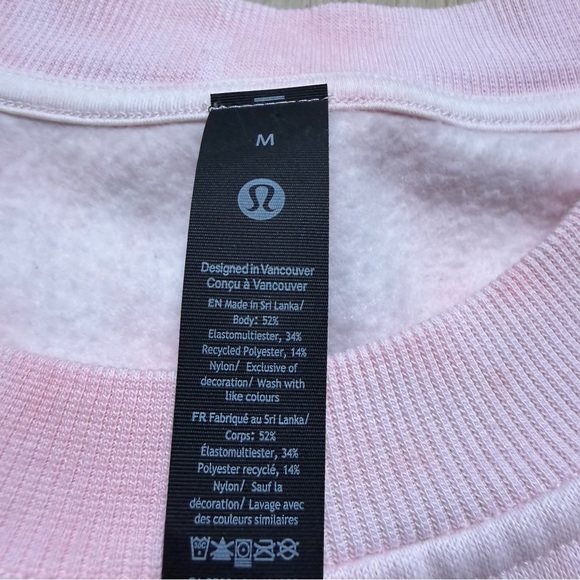 M
Designed in Vancouver
Conçu à Vancouver
EN Made in Sri Lanka/
Body: 52%
Elastomultiester, 34%
Recycled Polyester, 14%
Nylon/ Exclusive of
decoration/ Wash with
like colours
FR Fabriqué au Sri Lanka/
Corps: 52%
Élastomultiester, 34%
Polyester recyclé, 14%
Nylon/ Sauf la
décoration/ Lavage avec
des couleurs similaires